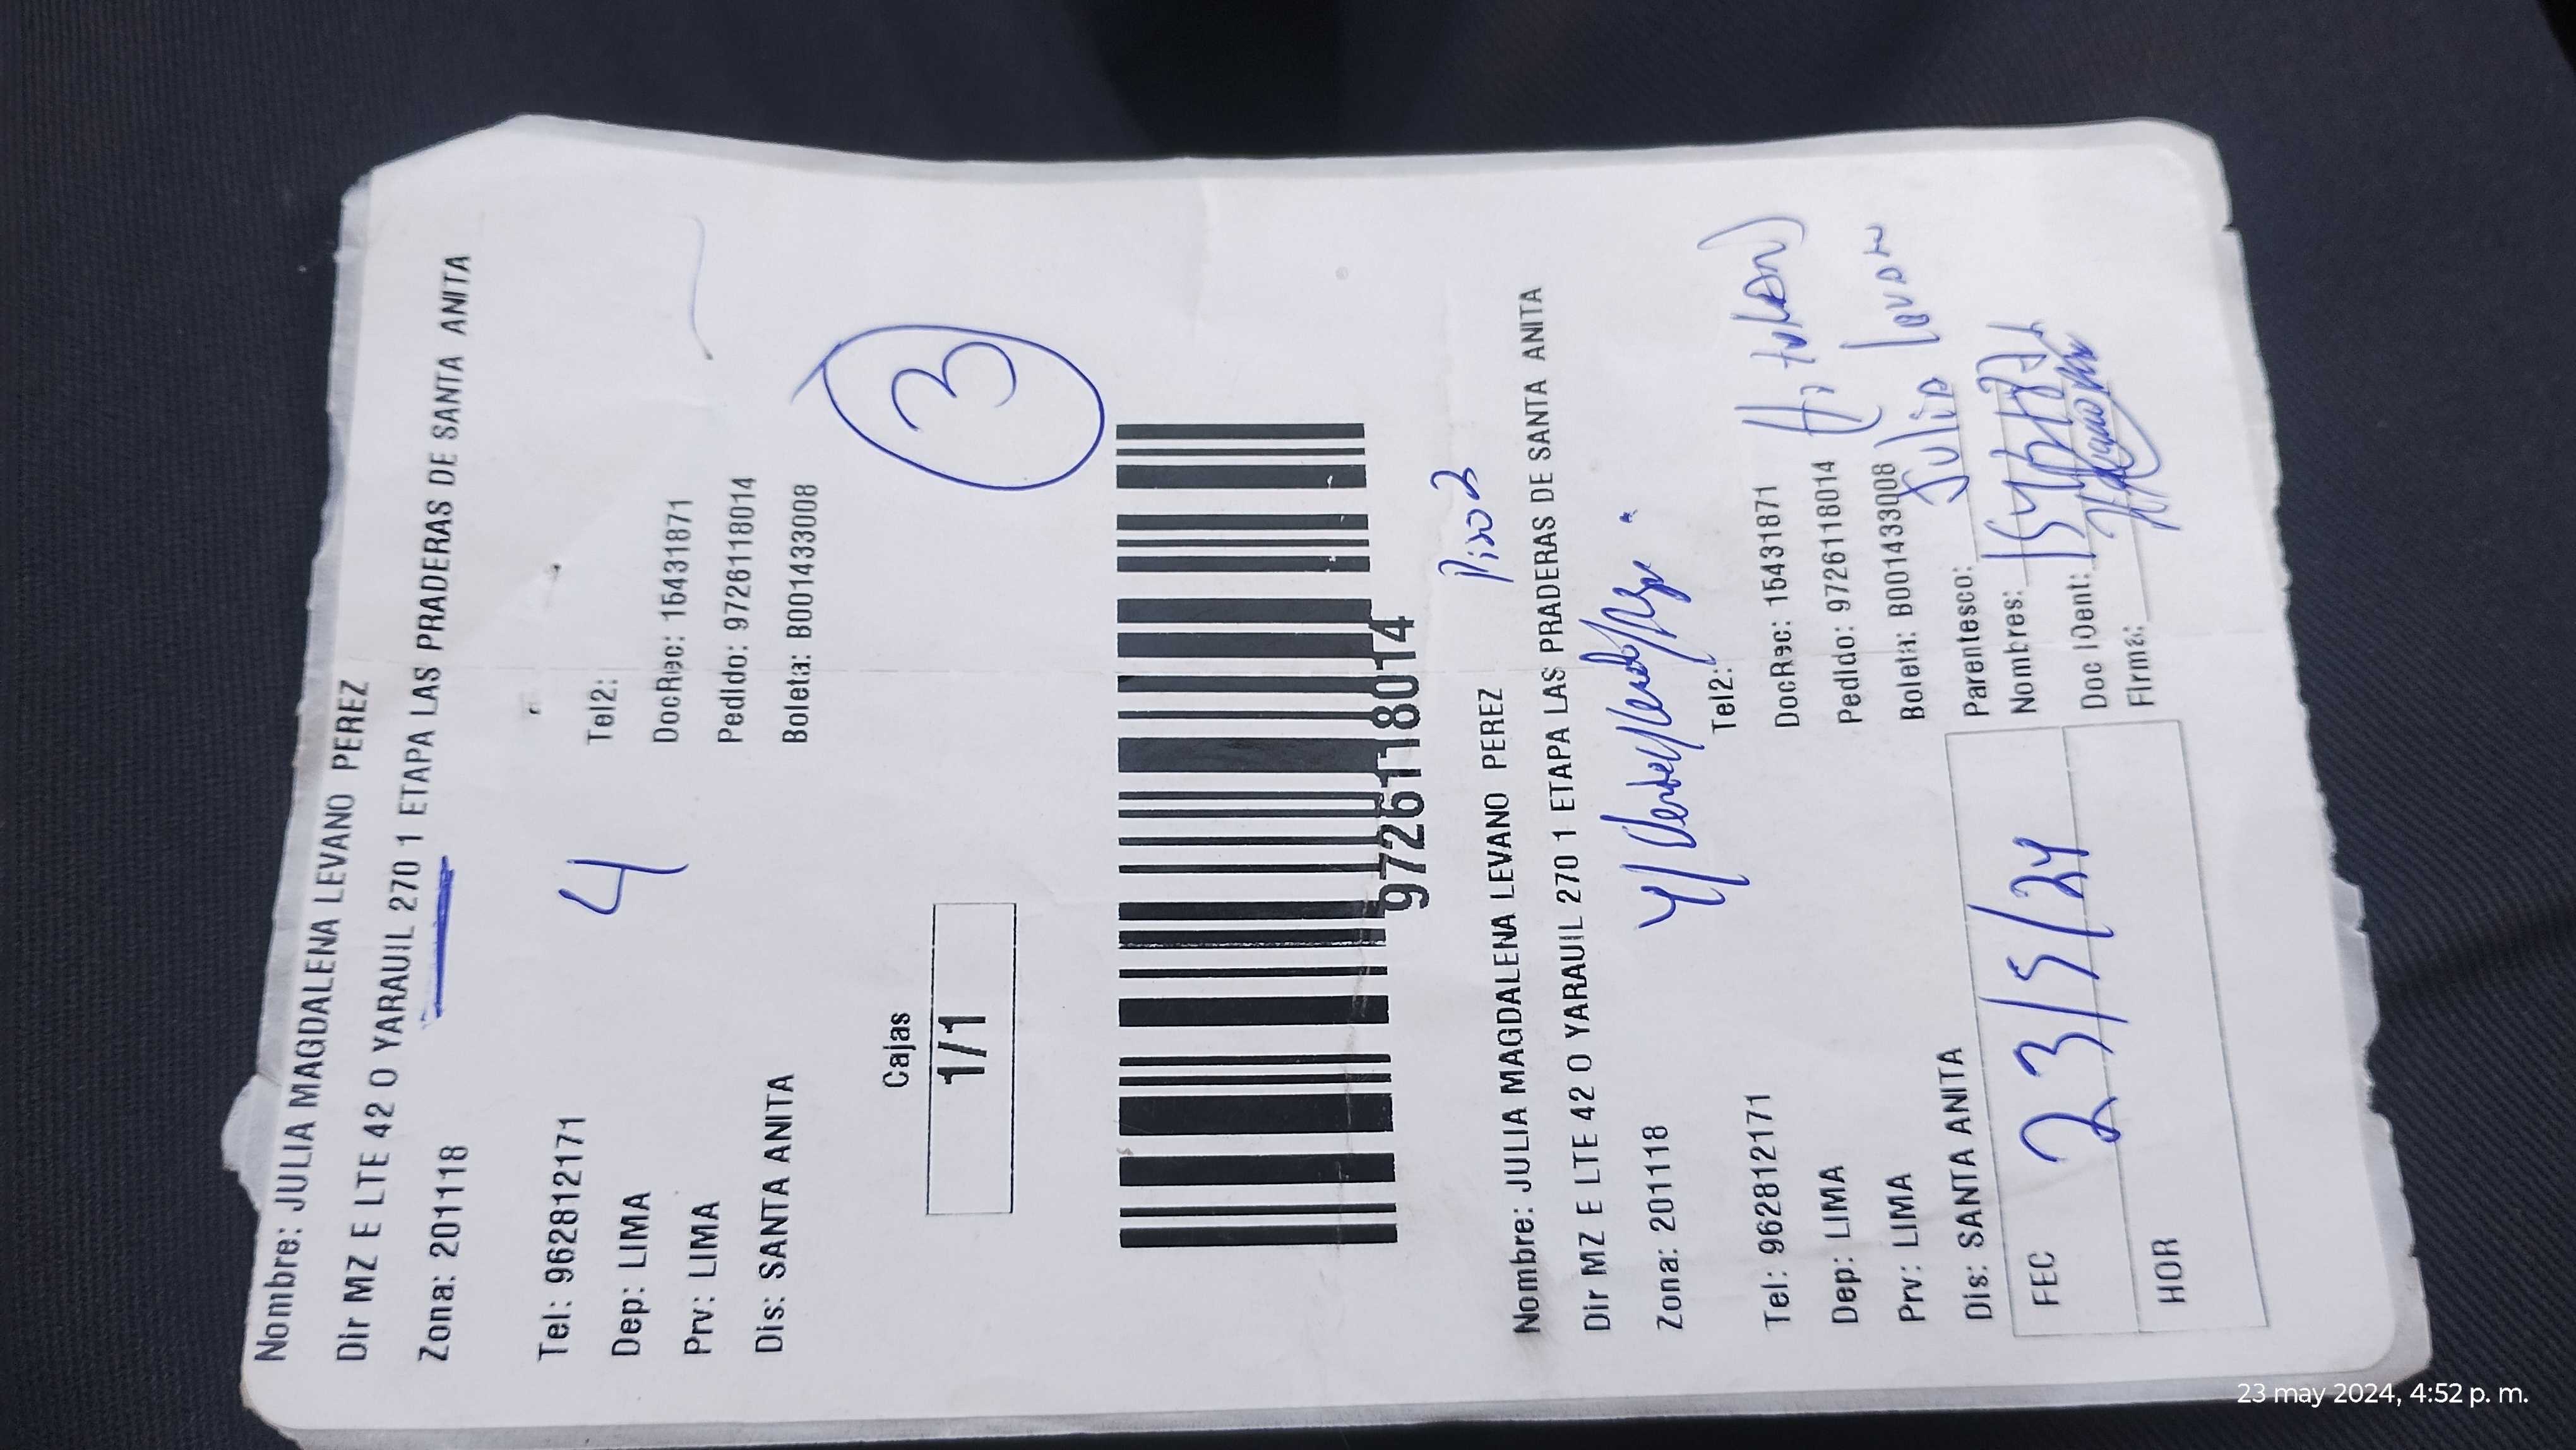 Nombre: JULIA MAGDALENA LEVANO PEREZ
Dir MZ E LTE 42 O YARAUIL 270 1 ETAPA LAS PRADERAS DE SANTA ANITA
Zona: 201118
4
Tel: 962812171
Tel2:
Dep: LIMA
DocRec: 15431871
Prv: LIMA
Pedido: 9726118014
Dis: SANTA ANITA
Boleta: B001433008
Cajas
1/1
3
9726118014
Piso 3
Nombre: JULIA MAGDALENA LEVANO PEREZ
Dir MZ E LTE 42 O YARAUIL 270 1 ETAPA LAS PRADERAS DE SANTA ANITA
Zona: 201118
Tel: 962812171
Tel2:
Dep: LIMA
DocRec: 15431871
Prv: LIMA
Pedido: 9726118014
Dis: SANTA ANITA
Boleta: B001433008
FEC 23/5/24
HOR
Parentesco:
Nombres: Julia
Doc IDent:
Firma:
23 may 2024, 4:52 p. m.